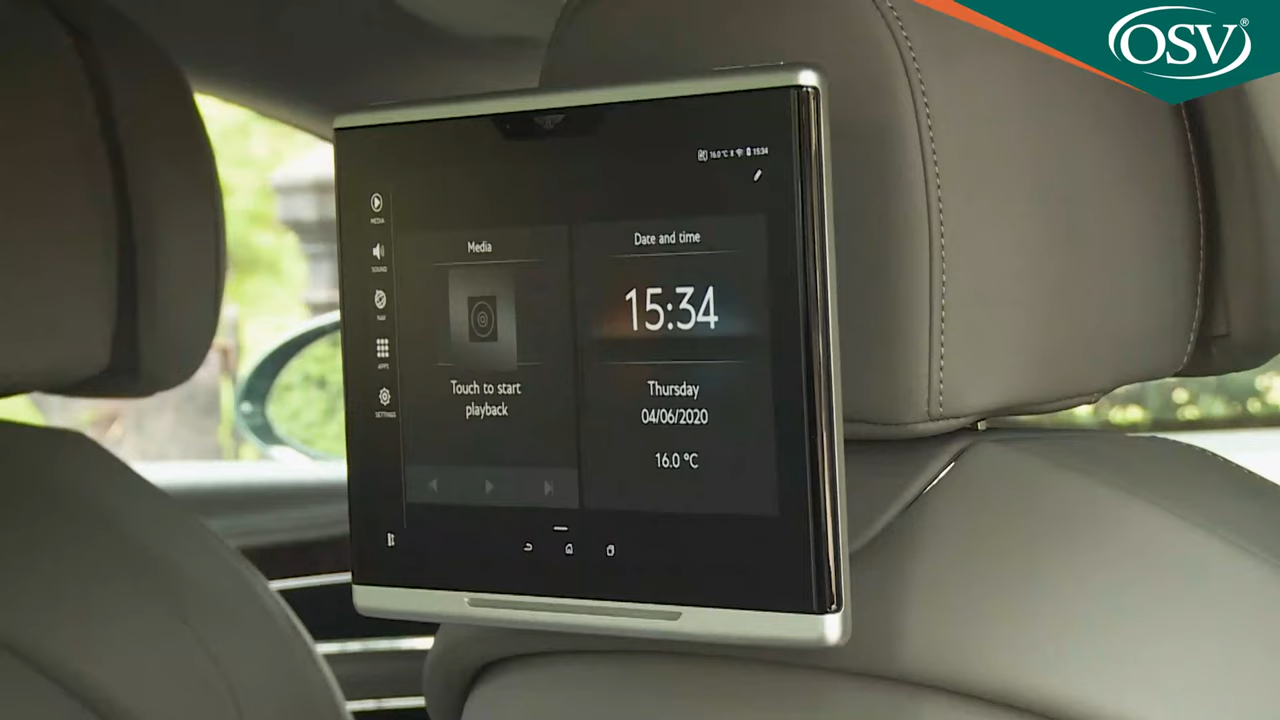 OSV®
16.0°C 15:34
MEDIA
SOUND
NAV
APPS
SETTINGS
Media
Touch to start
playback
Date and time
15:34
Thursday
04/06/2020
16.0 °C